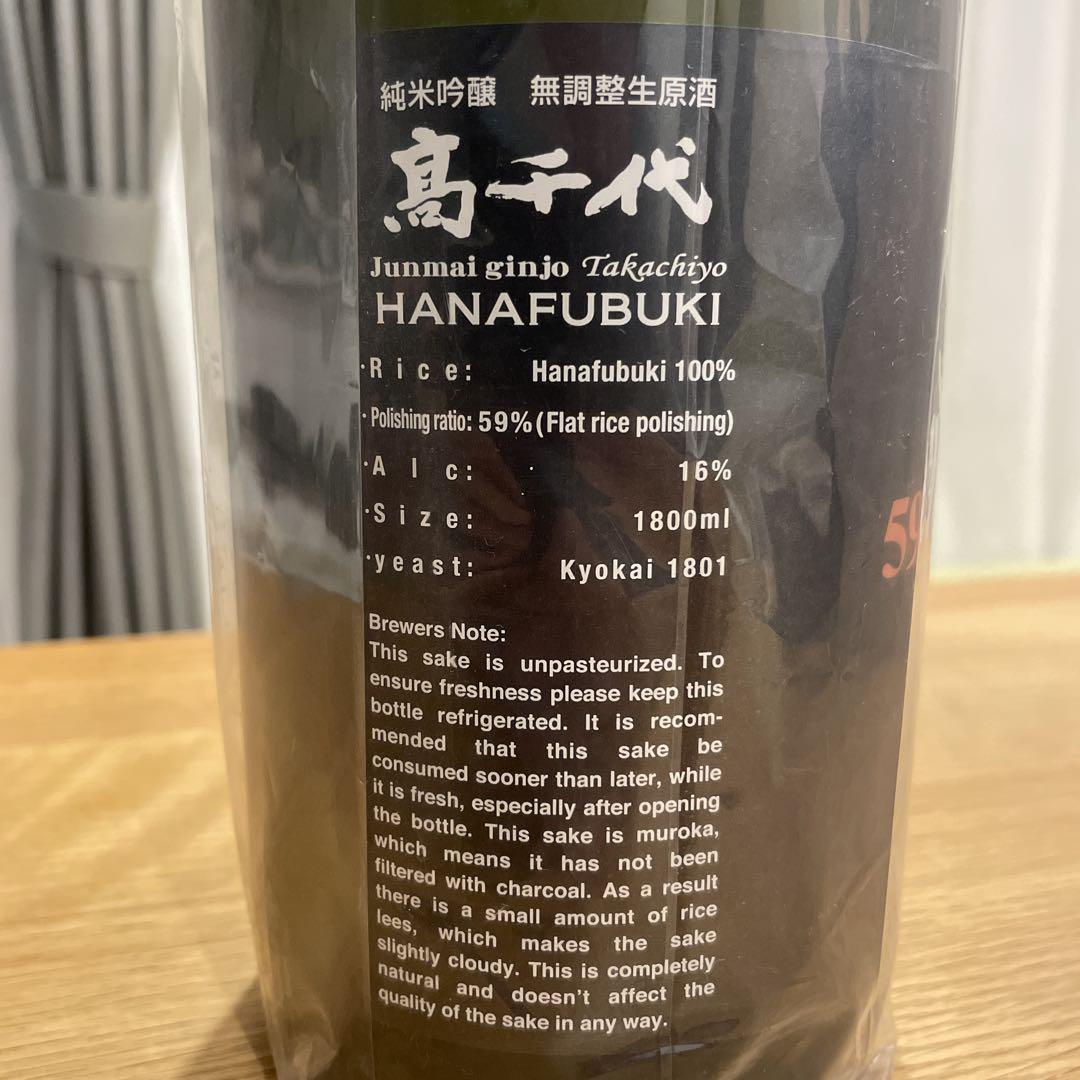 純米吟醸 無調整生原酒
髙千代
Junmai ginjo Takachiyo
HANAFUBUKI
·Rice: Hanafubuki 100%
·Polishing ratio: 59% (Flat rice polishing)
·Alc: 16%
·Size: 1800ml
·yeast: Kyokai 1801
Brewers Note:
This sake is unpasteurized. To
ensure freshness please keep this
bottle refrigerated. It is recom-
mended that this sake be
consumed sooner than later, while
it is fresh, especially after opening
the bottle. This sake is muroka,
which means it has not been
filtered with charcoal. As a result
there is a small amount of rice
lees, which makes the sake
slightly cloudy. This is completely
natural and doesn't affect the
quality of the sake in any way.
59